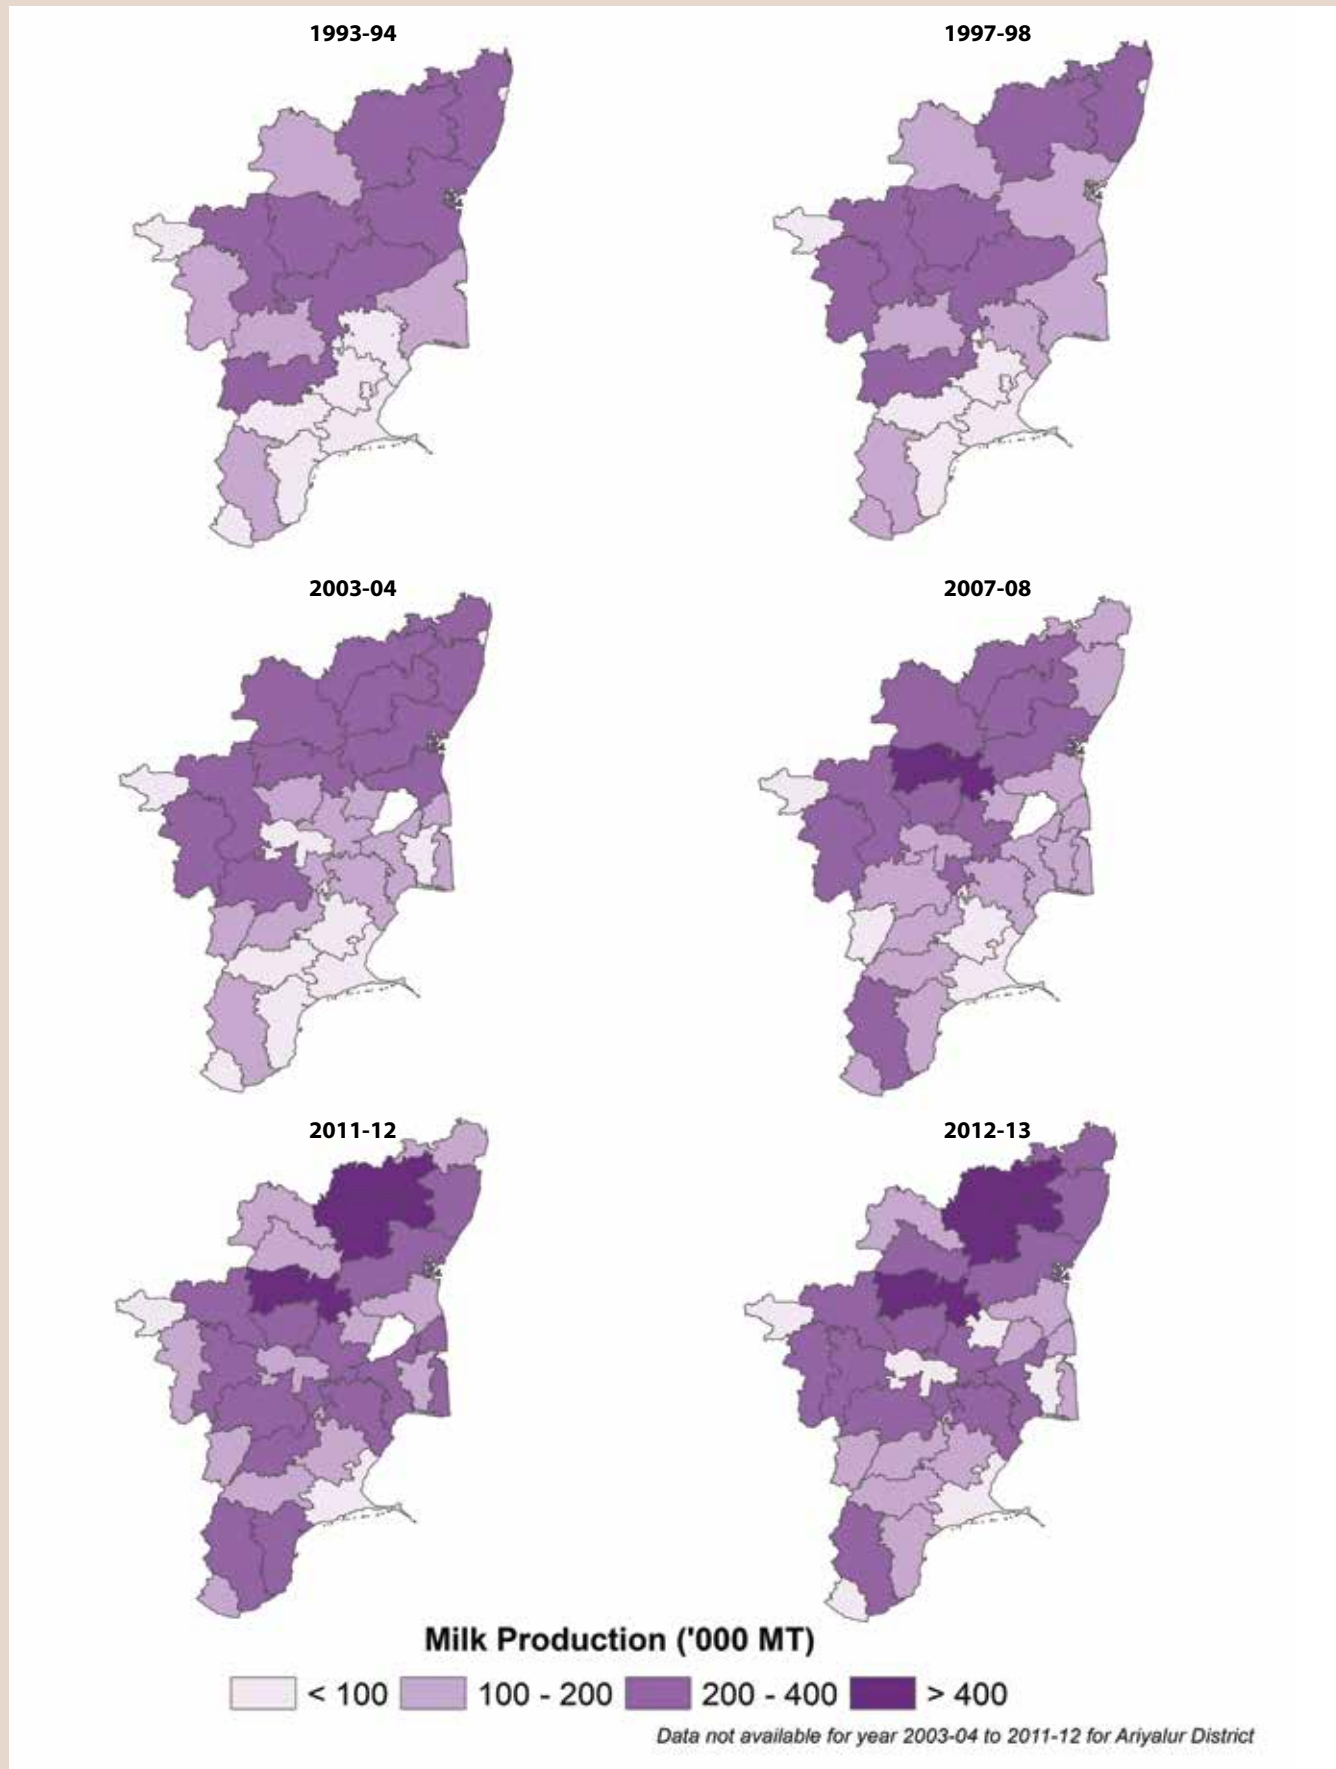 1993-94
1997-98
2003-04
2007-08
2011-12
2012-13
Milk Production ('000 MT)
< 100
100 - 200
200 - 400
> 400
Data not available for year 2003-04 to 2011-12 for Ariyalur District